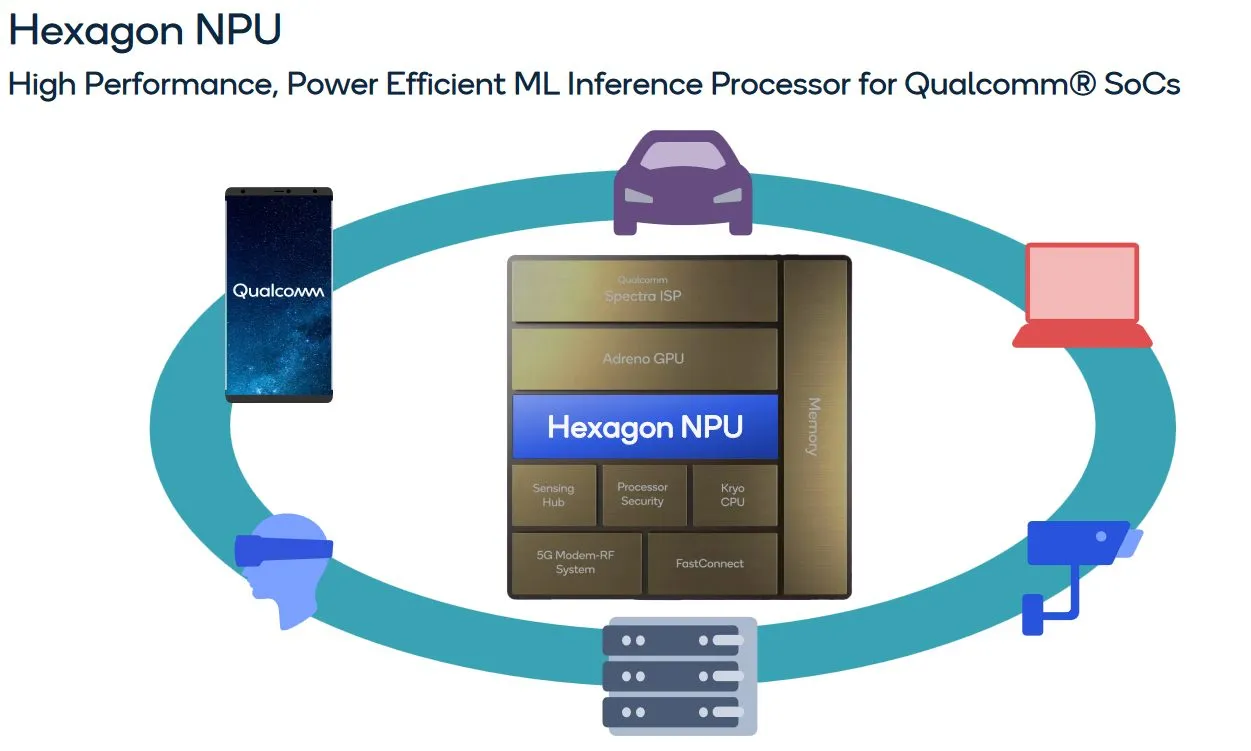 Hexagon NPU
High Performance, Power Efficient ML Inference Processor for Qualcomm® SoCs
Qualcomm
Qualcomm
Spectra ISP
Adreno GPU
Hexagon NPU
Memory
Sensing
Hub
Processor
Security
Kryo
CPU
5G Modem-RF
System
FastConnect